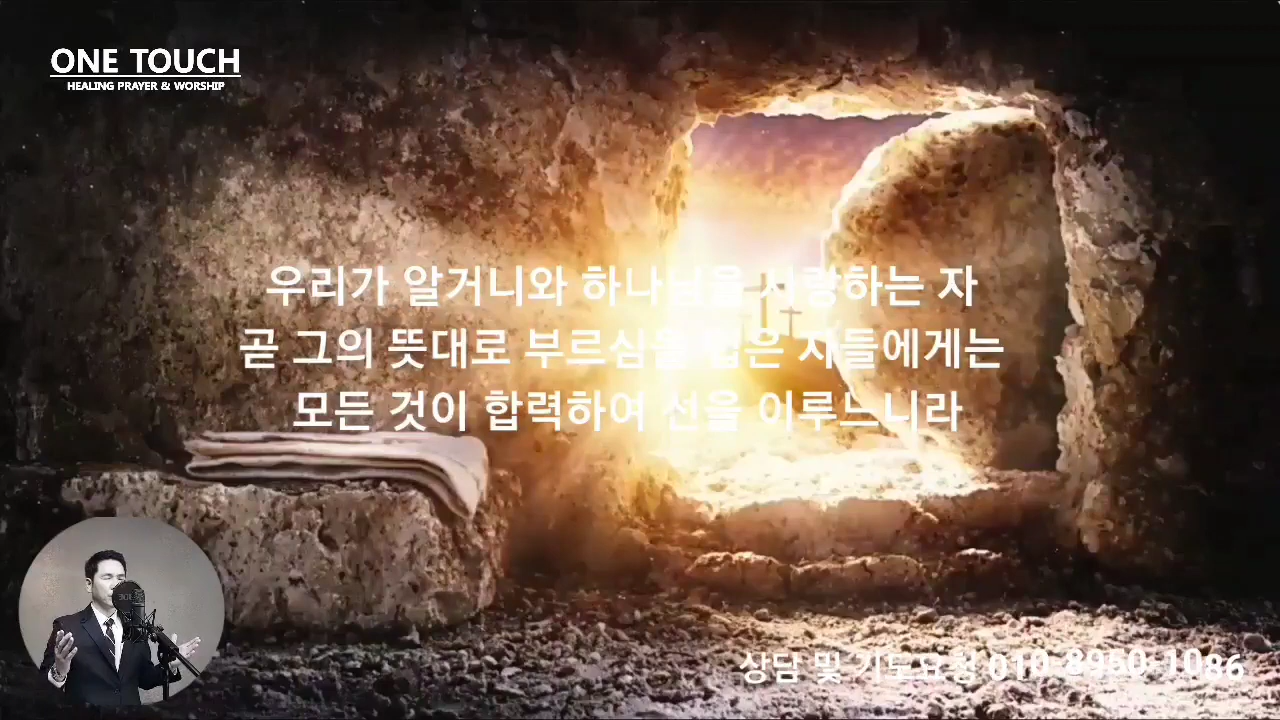 ONE TOUCH
HEALING PRAYER & WORSHIP
우리가 알거니와 하나님을 사랑하는 자
곧 그의 뜻대로 부르심을 입은 자들에게는
모든 것이 합력하여 선을 이루느니라
상담 및 기도요청 010-8950-1086